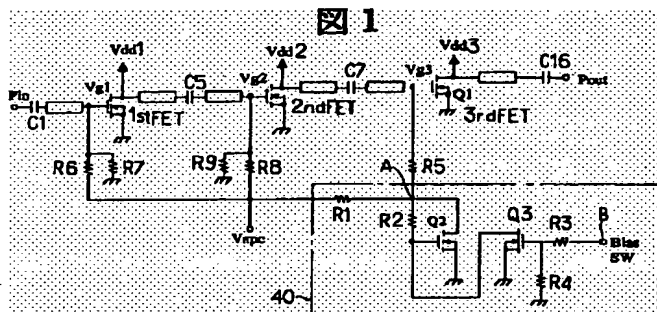 図1
Vdd1
Vdd2
Vdd3
Vg1
C5
Vg2
C7
Vg3
C16
Pout
Pin
C1
1stFET
2ndFET
Q1
3rdFET
R6
R7
R9
R8
A
R5
R1
R2
Q2
Q3
R3
B
Vapc
Bias
SW
R4
40